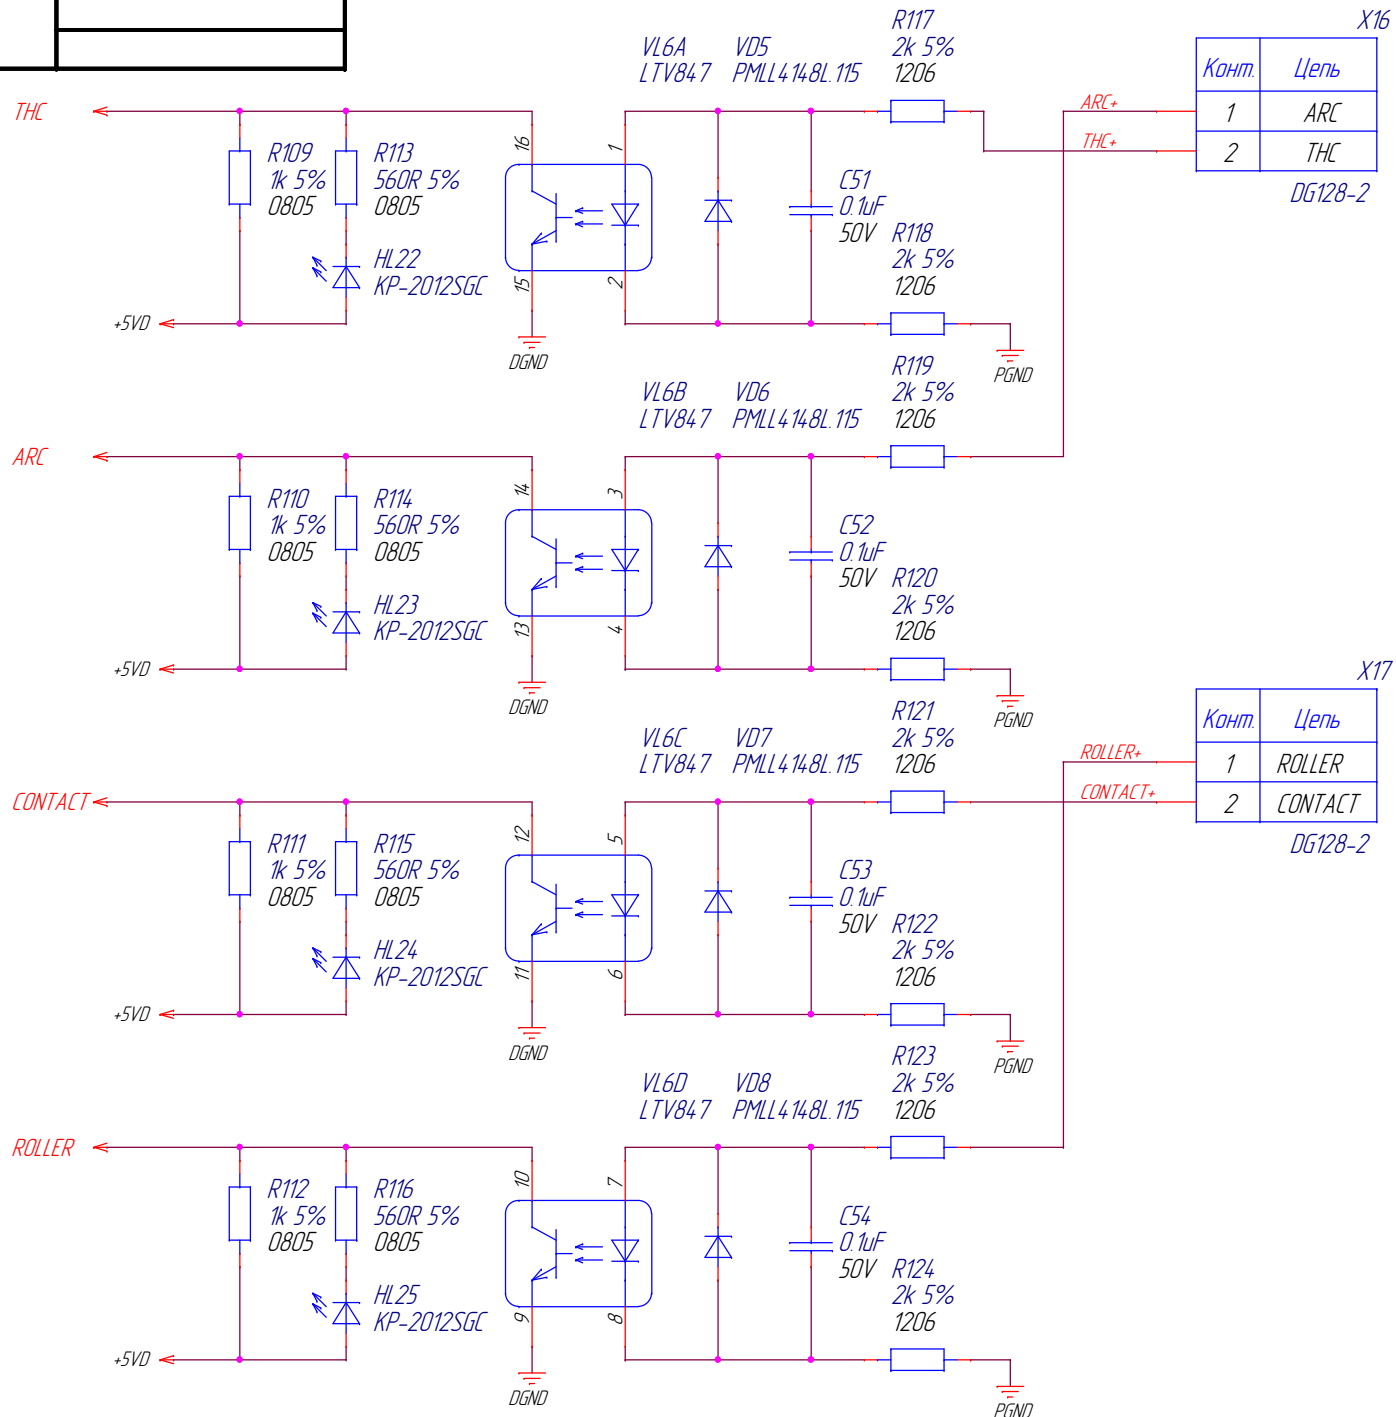 R117
2k 5%
1206
X16
VL6A
LTV847
VD5
PMLL4148L.115
Конт.
Цепь
1
ARC
2
THC
DG128-2
ARC+
THC+
THC
R109
1k 5%
0805
R113
560R 5%
0805
HL22
KP-2012SGC
+5VD
16
15
1
2
DGND
C51
0.1uF
50V
R118
2k 5%
1206
PGND
VL6B
LTV847
VD6
PMLL4148L.115
R119
2k 5%
1206
ARC
R110
1k 5%
0805
R114
560R 5%
0805
HL23
KP-2012SGC
+5VD
14
13
3
4
DGND
C52
0.1uF
50V
R120
2k 5%
1206
PGND
X17
Конт.
Цепь
1
ROLLER
2
CONTACT
DG128-2
ROLLER+
CONTACT+
VL6C
LTV847
VD7
PMLL4148L.115
R121
2k 5%
1206
CONTACT
R111
1k 5%
0805
R115
560R 5%
0805
HL24
KP-2012SGC
+5VD
12
11
5
6
DGND
C53
0.1uF
50V
R122
2k 5%
1206
PGND
VL6D
LTV847
VD8
PMLL4148L.115
R123
2k 5%
1206
ROLLER
R112
1k 5%
0805
R116
560R 5%
0805
HL25
KP-2012SGC
+5VD
10
9
7
8
DGND
C54
0.1uF
50V
R124
2k 5%
1206
PGND